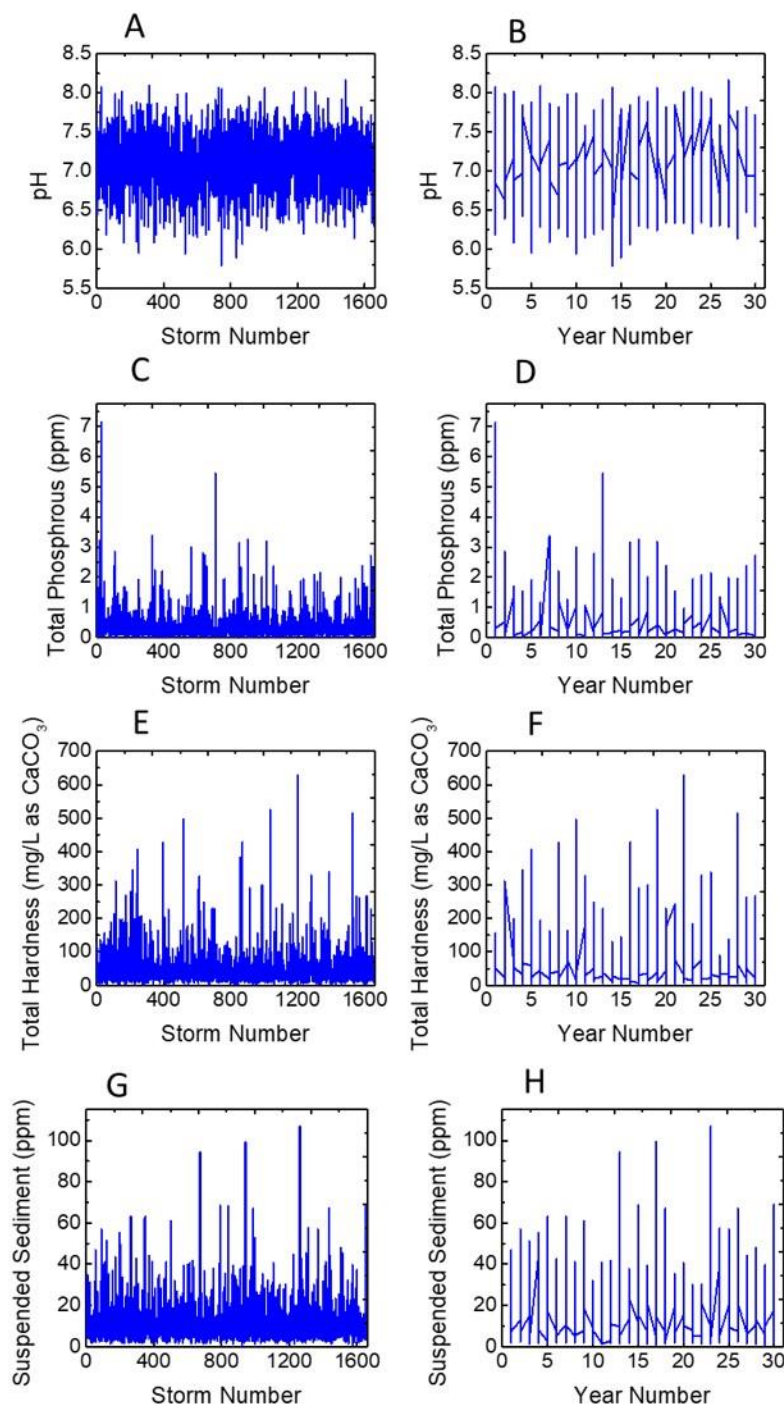 A
B
8.5
8.0
7.5
7.0
6.5
6.0
5.5
pH
0 400 800 1200 1600
Storm Number
8.5
8.0
7.5
7.0
6.5
6.0
5.5
pH
0 5 10 15 20 25 30
Year Number
C
D
7
6
5
4
3
2
1
0
Total Phosphrous (ppm)
0 400 800 1200 1600
Storm Number
7
6
5
4
3
2
1
0
Total Phosphrous (ppm)
0 5 10 15 20 25 30
Year Number
E
F
700
600
500
400
300
200
100
0
Total Hardness (mg/L as CaCO₃)
0 400 800 1200 1600
Storm Number
700
600
500
400
300
200
100
0
Total Hardness (mg/L as CaCO₃)
0 5 10 15 20 25 30
Year Number
G
H
100
80
60
40
20
0
Suspended Sediment (ppm)
0 400 800 1200 1600
Storm Number
100
80
60
40
20
0
Suspended Sediment (ppm)
0 5 10 15 20 25 30
Year Number